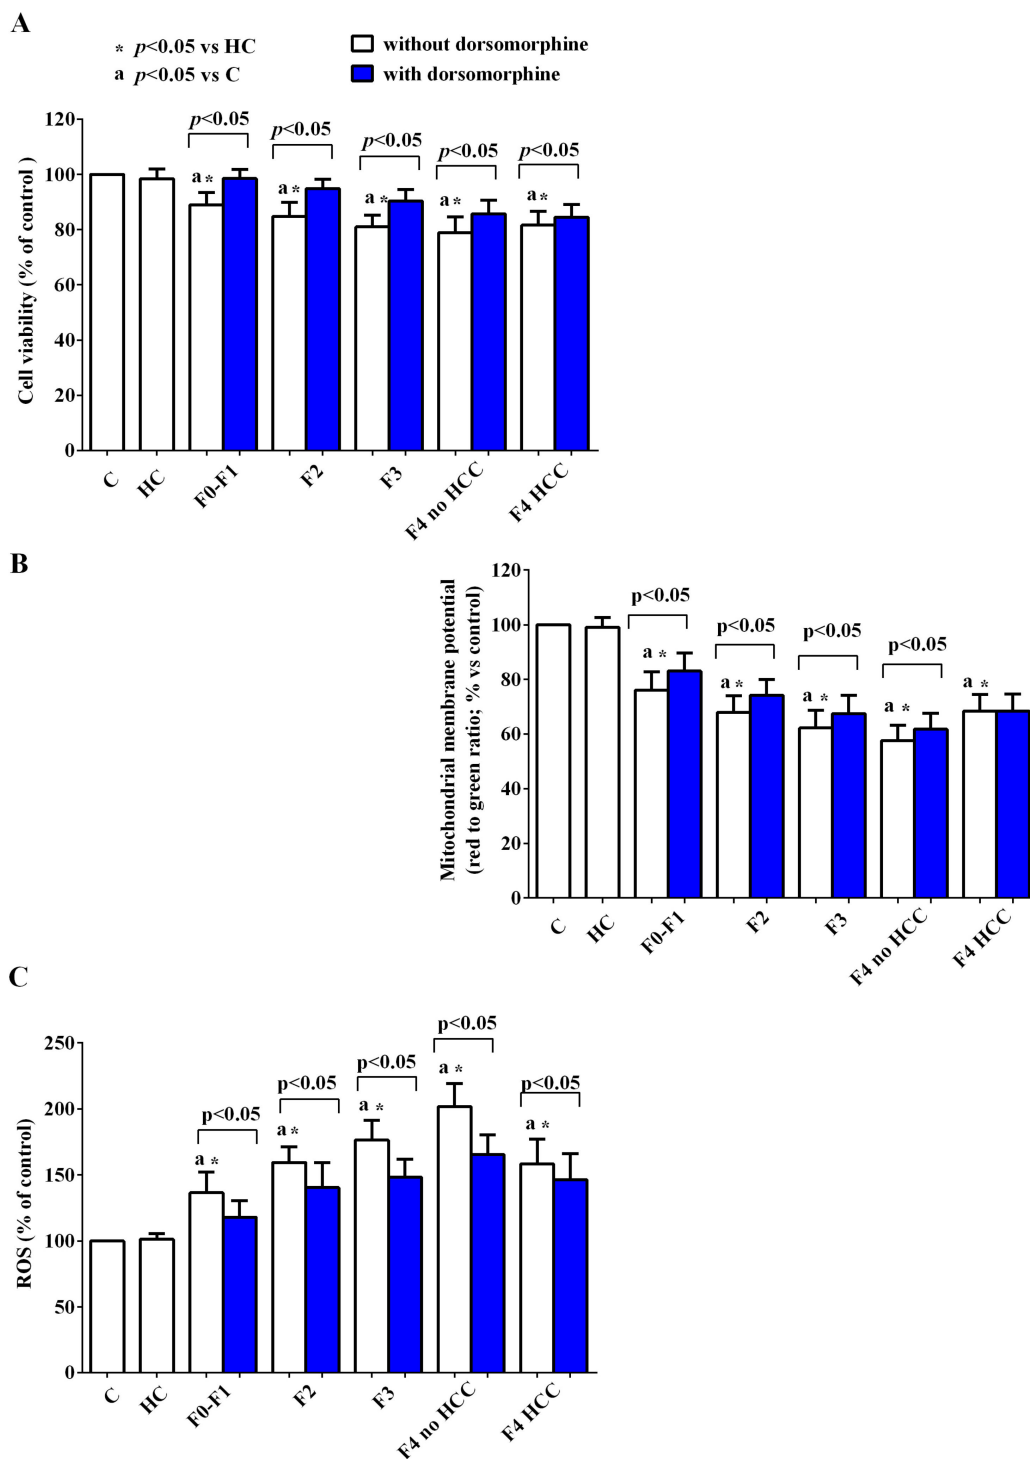 A
* p<0.05 vs HC
a p<0.05 vs C
without dorsomorphine
with dorsomorphine
Cell viability (% of control )
120
100
80
60
40
20
0
p<0.05
p<0.05
p<0.05
p<0.05
p<0.05
a *
a *
a *
a *
a *
C
HC
F0-F1
F2
F3
F4 no HCC
F4 HCC
B
Mitochondrial membrane potential
(red to green ratio; % vs control)
120
100
80
60
40
20
0
p<0.05
p<0.05
p<0.05
p<0.05
a *
a *
a *
a *
a *
C
HC
F0-F1
F2
F3
F4 no HCC
F4 HCC
C
ROS (% of control)
250
200
150
100
50
0
p<0.05
p<0.05
p<0.05
p<0.05
p<0.05
a *
a *
a *
a *
a *
C
HC
F0-F1
F2
F3
F4 no HCC
F4 HCC